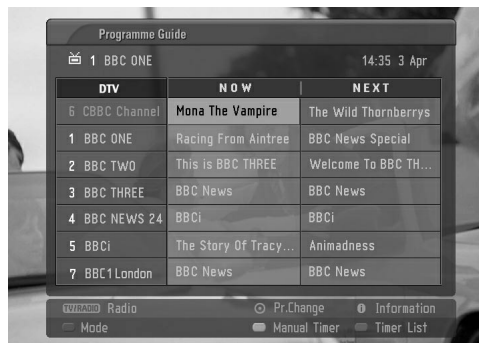 Programme Guide
1 BBC ONE 14:35 3 Apr
DTV NOW NEXT
6 CBBC Channel Mona The Vampire The Wild Thornberrys
1 BBC ONE Racing From Aintree BBC News Special
2 BBC TWO This is BBC THREE Welcome To BBC TH...
3 BBC THREE BBC News BBC News
4 BBC NEWS 24 BBCi BBCi
5 BBCi The Story Of Tracy... Animadness
7 BBC1 London BBC News BBC News
TV/RADIO Radio Pr.Change i Information
Mode Manual Timer Timer List